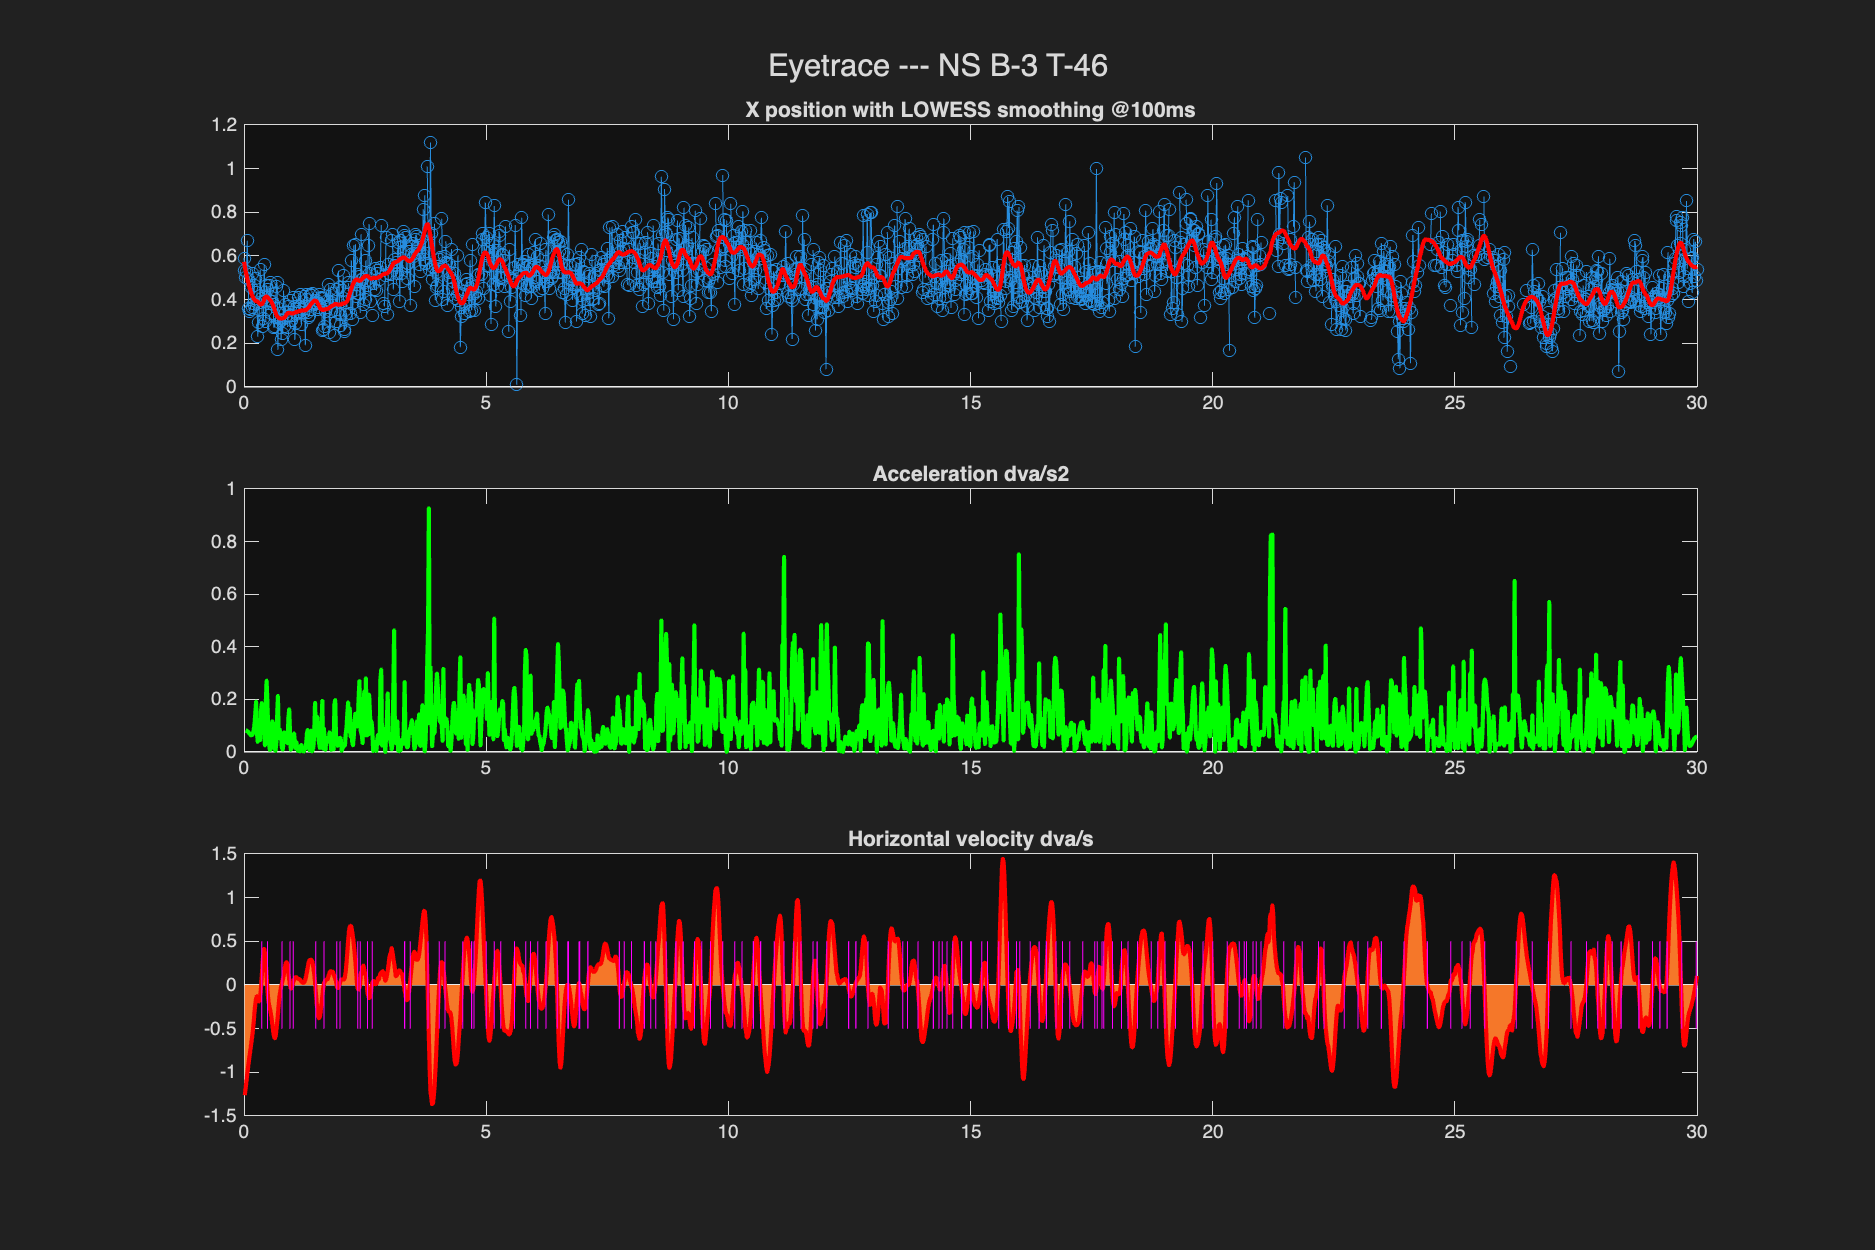 Eyetrace --- NS B-3 T-46
X position with LOWESS smoothing @100ms
1.2
1
0.8
0.6
0.4
0.2
0
0 5 10 15 20 25 30
Acceleration dva/s2
1
0.8
0.6
0.4
0.2
0
0 5 10 15 20 25 30
Horizontal velocity dva/s
1.5
1
0.5
0
-0.5
-1
-1.5
0 5 10 15 20 25 30